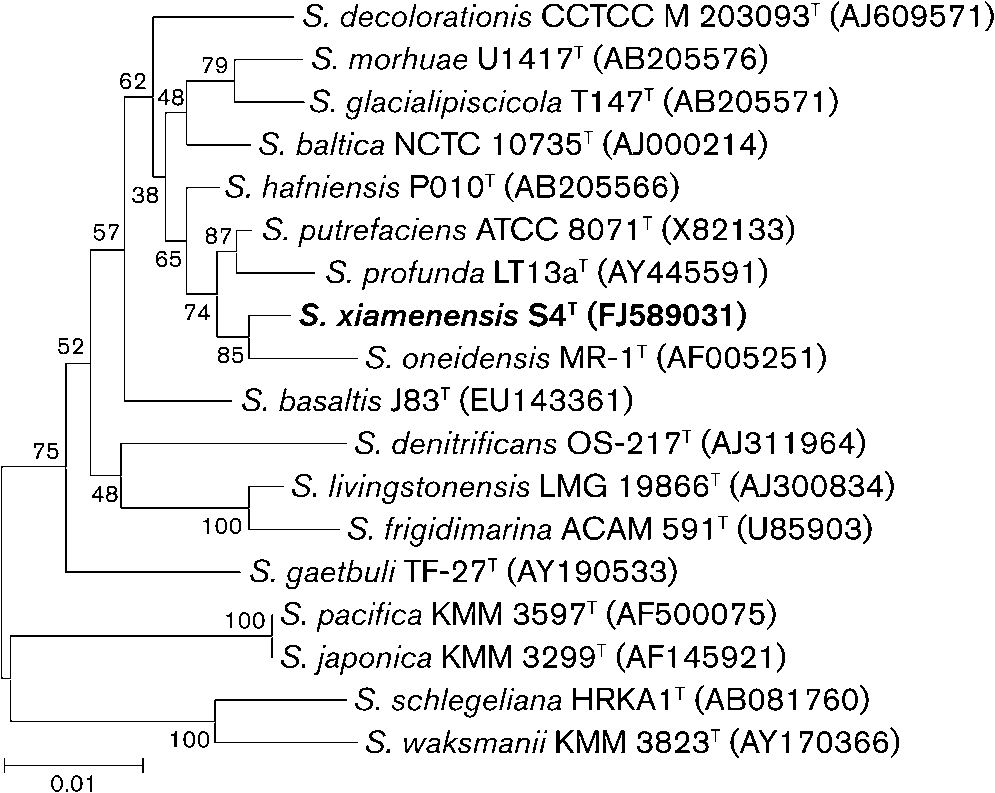 S. decolorationis CCTCC M 203093ᵀ (AJ609571)
79 S. morhuae U1417ᵀ (AB205576)
62 48 S. glacialipiscicola T147ᵀ (AB205571)
S. baltica NCTC 10735ᵀ (AJ000214)
38 S. hafniensis P010ᵀ (AB205566)
57 87 S. putrefaciens ATCC 8071ᵀ (X82133)
65 S. profunda LT13aᵀ (AY445591)
74 S. xiamenensis S4ᵀ (FJ589031)
52 85 S. oneidensis MR-1ᵀ (AF005251)
S. basaltis J83ᵀ (EU143361)
75 S. denitrificans OS-217ᵀ (AJ311964)
48 S. livingstonensis LMG 19866ᵀ (AJ300834)
100 S. frigidimarina ACAM 591ᵀ (U85903)
S. gaetbuli TF-27ᵀ (AY190533)
100 S. pacifica KMM 3597ᵀ (AF500075)
S. japonica KMM 3299ᵀ (AF145921)
S. schlegeliana HRKA1ᵀ (AB081760)
100 S. waksmanii KMM 3823ᵀ (AY170366)
0.01